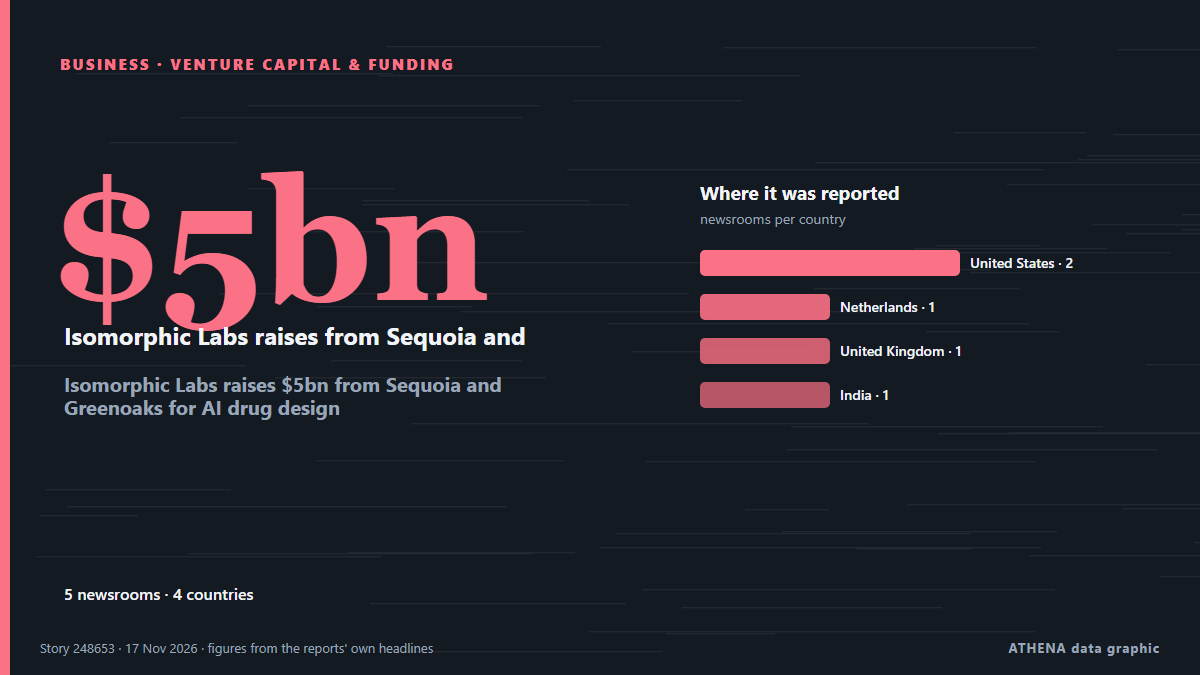 BUSINESS · VENTURE CAPITAL & FUNDING
$5bn
Isomorphic Labs raises from Sequoia and
Isomorphic Labs raises $5bn from Sequoia and
Greenoaks for AI drug design
5 newsrooms · 4 countries
Where it was reported
newsrooms per country
United States · 2
Netherlands · 1
United Kingdom · 1
India · 1
Story 248653 · 17 Nov 2026 · figures from the reports' own headlines
ATHENA data graphic